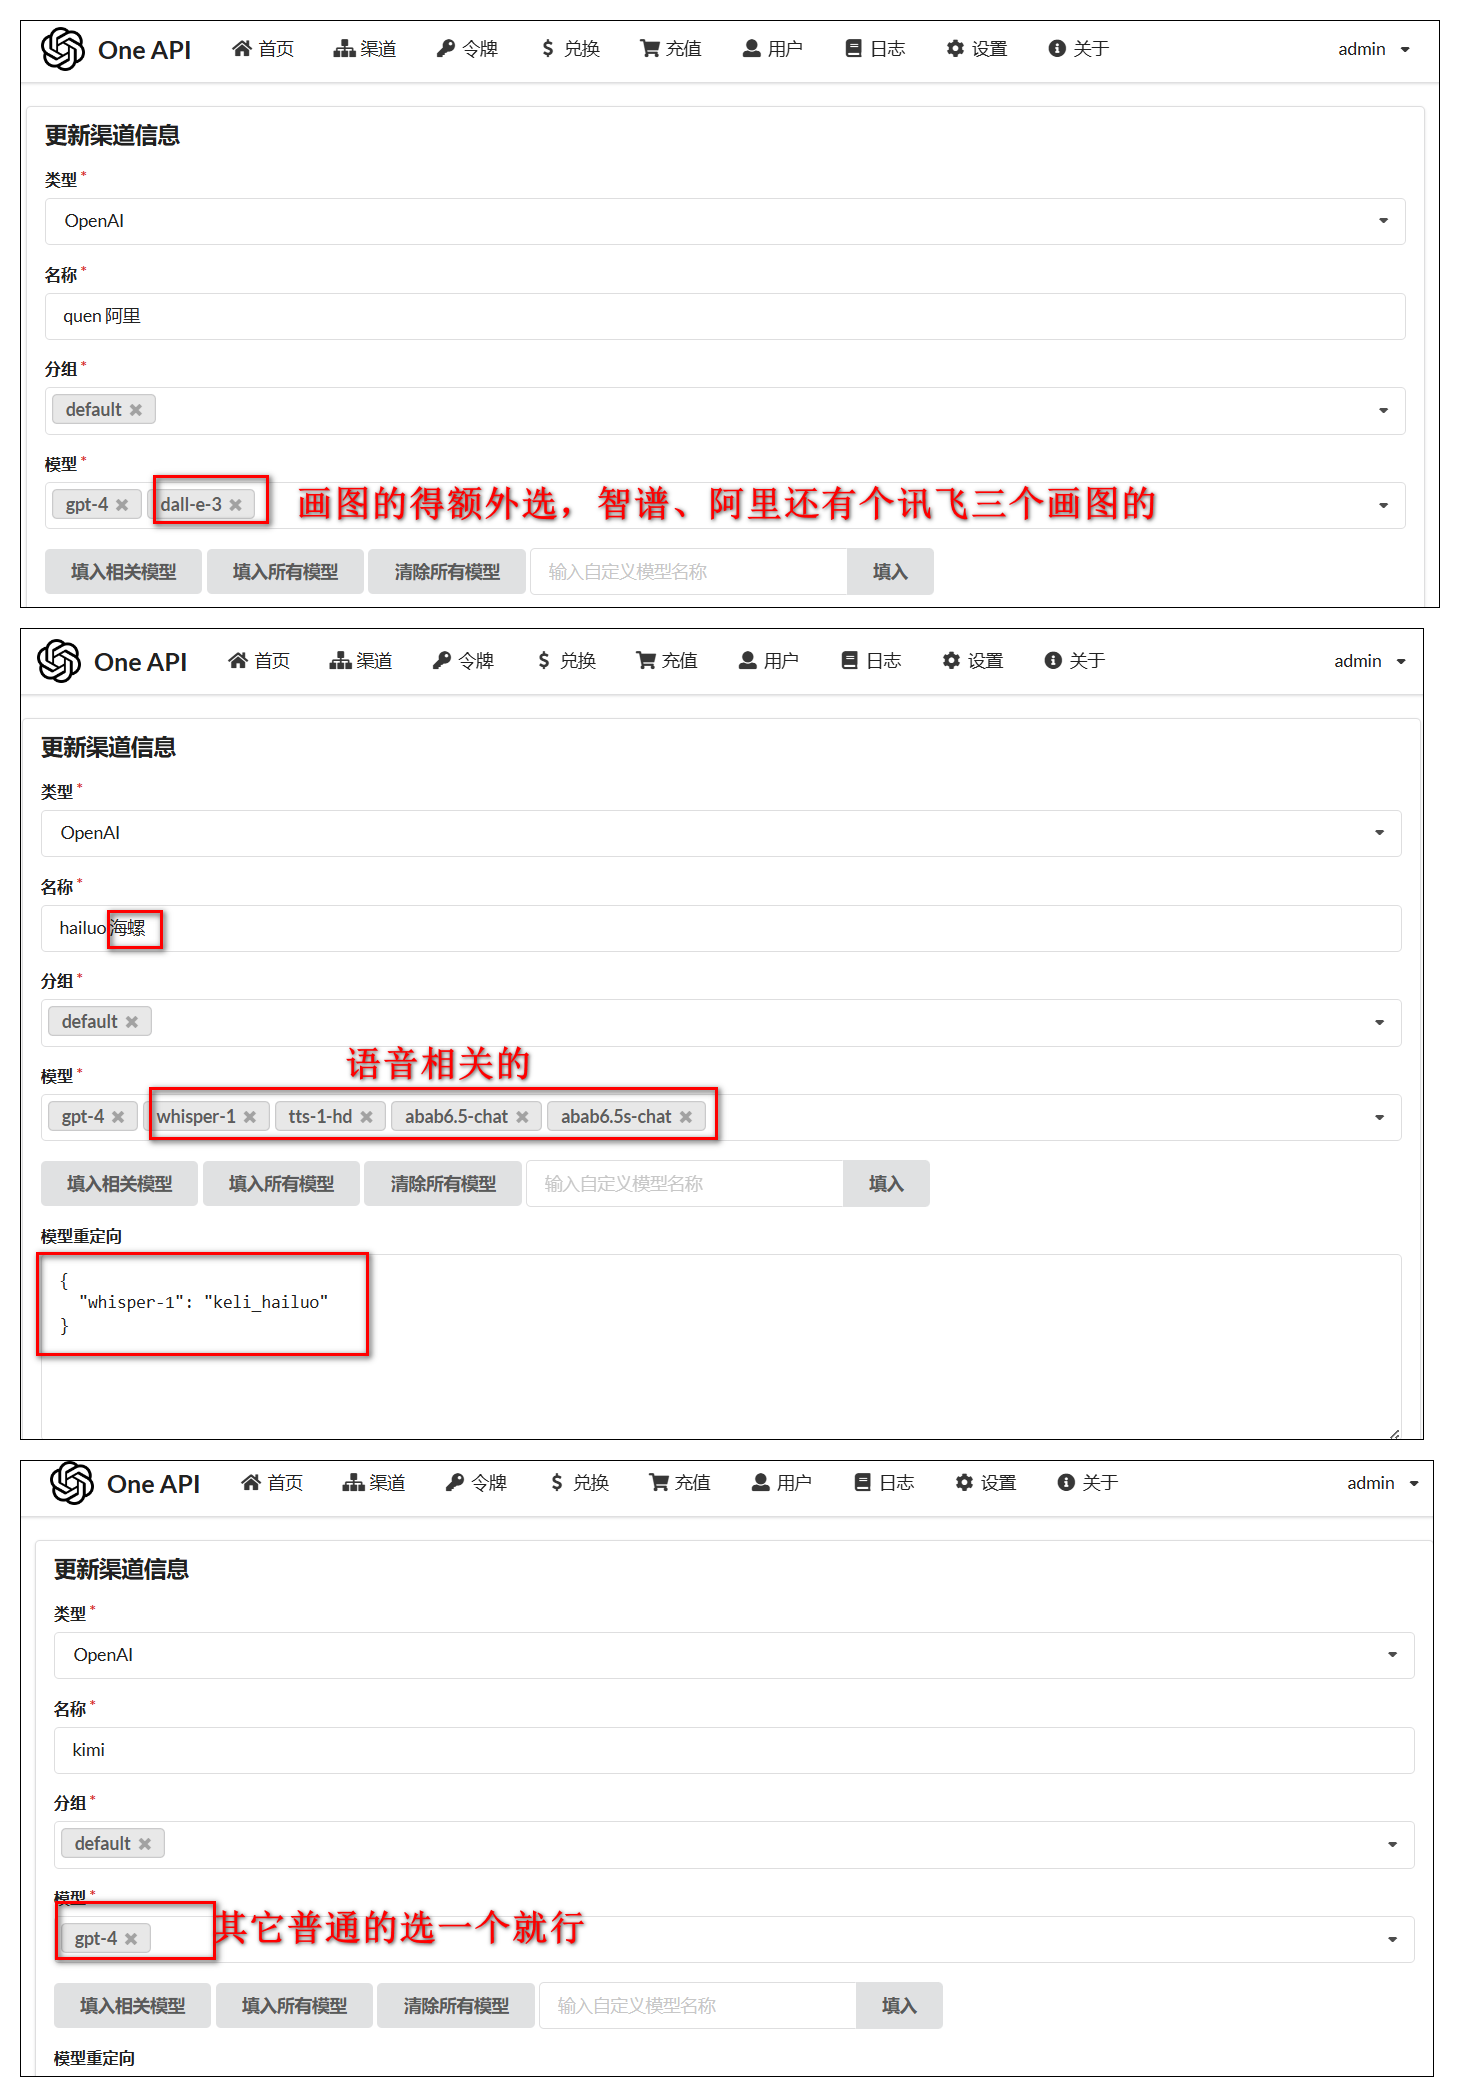 One API 首页 渠道 令牌 兑换 充值 用户 日志 设置 关于 admin
更新渠道信息
类型*
OpenAI
名称*
quen 阿里
分组*
default
模型*
gpt-4 dall-e-3 画图的得额外选，智谱、阿里还有个讯飞三个画图的
填入相关模型 填入所有模型 清除所有模型 输入自定义模型名称 填入
One API 首页 渠道 令牌 兑换 充值 用户 日志 设置 关于 admin
更新渠道信息
类型*
OpenAI
名称*
hailuo 海螺
分组*
default
语音相关的
模型*
gpt-4 whisper-1 tts-1-hd abab6.5-chat abab6.5s-chat
填入相关模型 填入所有模型 清除所有模型 输入自定义模型名称 填入
模型重定向
{
"whisper-1": "keli_hailuo"
}
One API 首页 渠道 令牌 兑换 充值 用户 日志 设置 关于 admin
更新渠道信息
类型*
OpenAI
名称*
kimi
分组*
default
模型*
gpt-4 其它普通的选一个就行
填入相关模型 填入所有模型 清除所有模型 输入自定义模型名称 填入
模型重定向